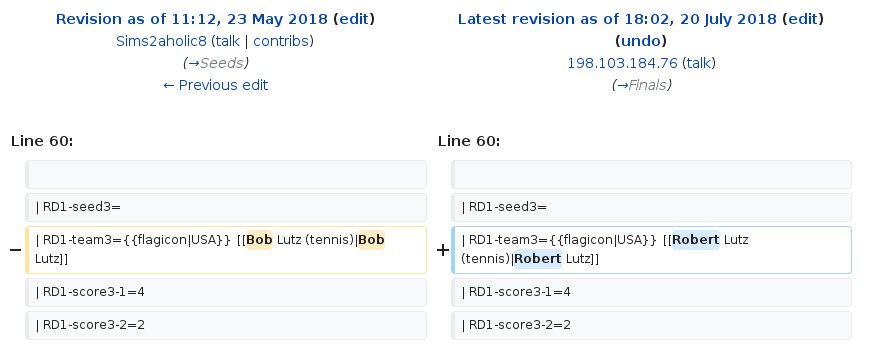 Revision as of 11:12, 23 May 2018 (edit)
Sims2aholic8 (talk | contribs)
(→Seeds)
← Previous edit
Latest revision as of 18:02, 20 July 2018 (edit)
(undo)
198.103.184.76 (talk)
(→Finals)
Line 60:
Line 60:
| RD1-seed3=
| RD1-seed3=
− | RD1-team3={{flagicon|USA}} [[Bob Lutz (tennis)|Bob
Lutz]]
+ | RD1-team3={{flagicon|USA}} [[Robert Lutz
(tennis)|Robert Lutz]]
| RD1-score3-1=4
| RD1-score3-1=4
| RD1-score3-2=2
| RD1-score3-2=2